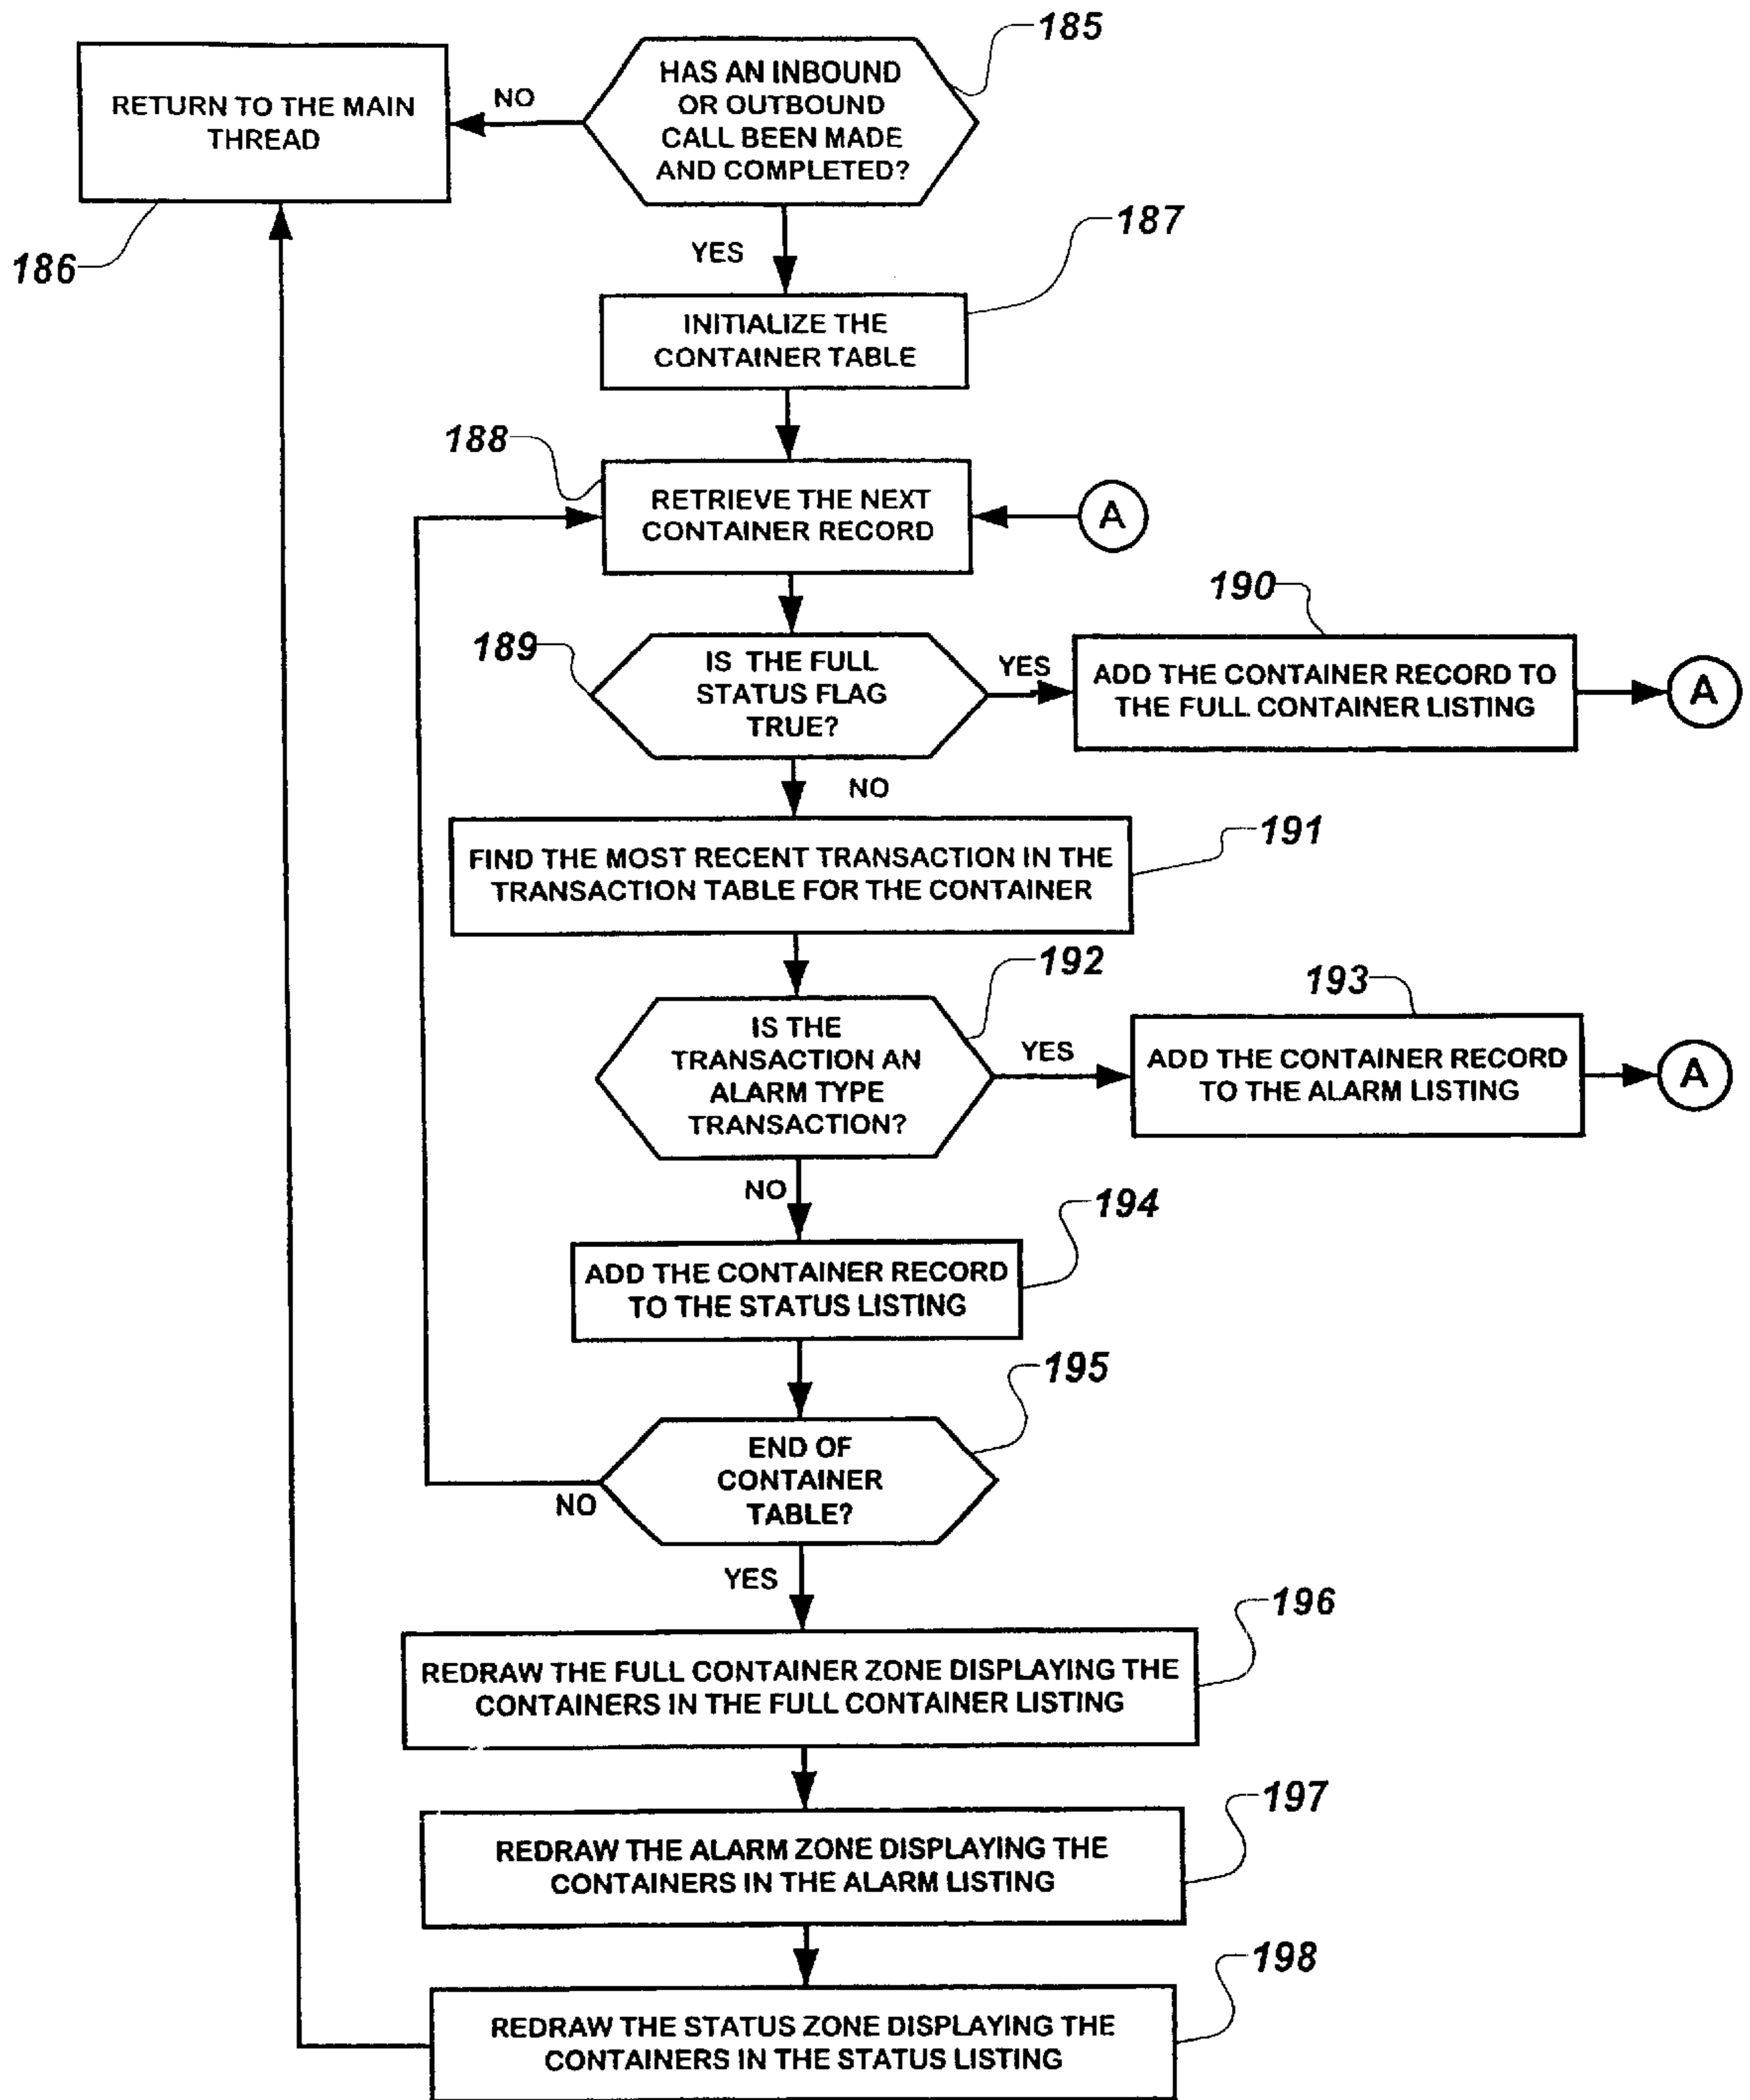 185
HAS AN INBOUND
OR OUTBOUND
CALL BEEN MADE
AND COMPLETED?
NO
RETURN TO THE MAIN
THREAD
186
YES
187
INITIALIZE THE
CONTAINER TABLE
188
RETRIEVE THE NEXT
CONTAINER RECORD
A
189
IS THE FULL
STATUS FLAG
TRUE?
YES
190
ADD THE CONTAINER RECORD TO
THE FULL CONTAINER LISTING
A
NO
191
FIND THE MOST RECENT TRANSACTION IN THE
TRANSACTION TABLE FOR THE CONTAINER
192
IS THE
TRANSACTION AN
ALARM TYPE
TRANSACTION?
YES
193
ADD THE CONTAINER RECORD
TO THE ALARM LISTING
A
NO
194
ADD THE CONTAINER RECORD
TO THE STATUS LISTING
195
END OF
CONTAINER
TABLE?
NO
YES
196
REDRAW THE FULL CONTAINER ZONE DISPLAYING THE
CONTAINERS IN THE FULL CONTAINER LISTING
197
REDRAW THE ALARM ZONE DISPLAYING THE
CONTAINERS IN THE ALARM LISTING
198
REDRAW THE STATUS ZONE DISPLAYING THE
CONTAINERS IN THE STATUS LISTING